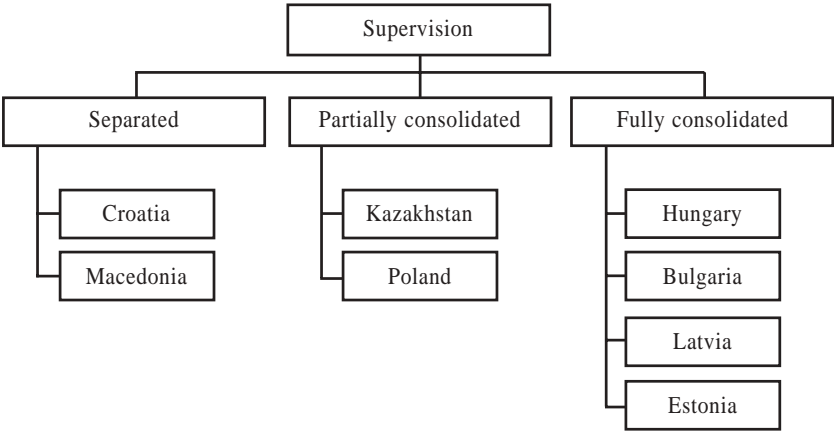 Supervision
Separated
Partially consolidated
Fully consolidated
Croatia
Kazakhstan
Hungary
Macedonia
Poland
Bulgaria
Latvia
Estonia